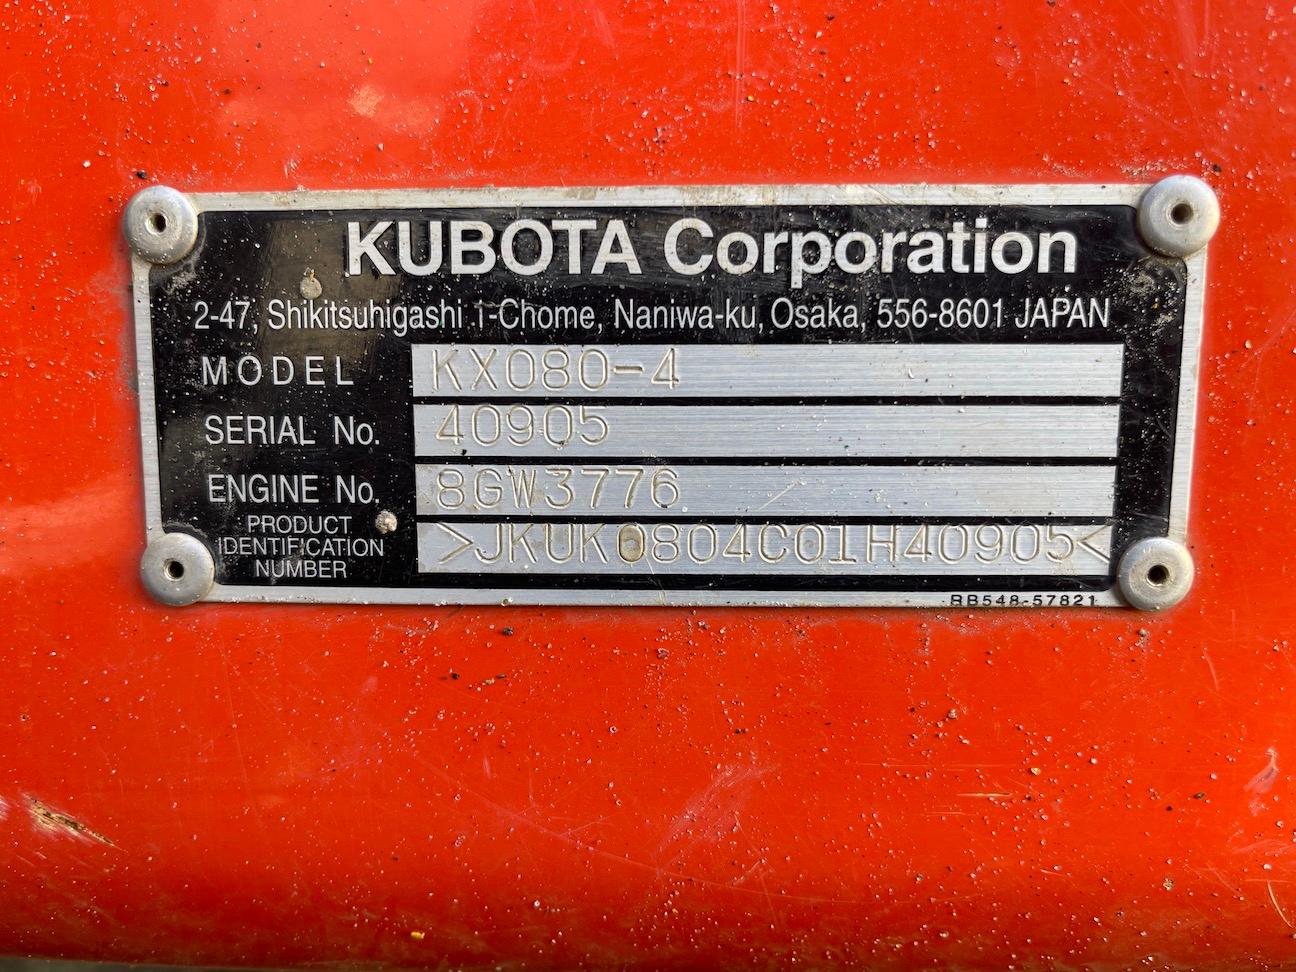 KUBOTA Corporation
2-47, Shikitsuhigashi 1-Chome, Naniwa-ku, Osaka, 556-8601 JAPAN
MODEL KX080-4
SERIAL No. 40905
ENGINE No. 8GW3776
PRODUCT
IDENTIFICATION
NUMBER >JKUK0804C01H40905<
RB548-57821